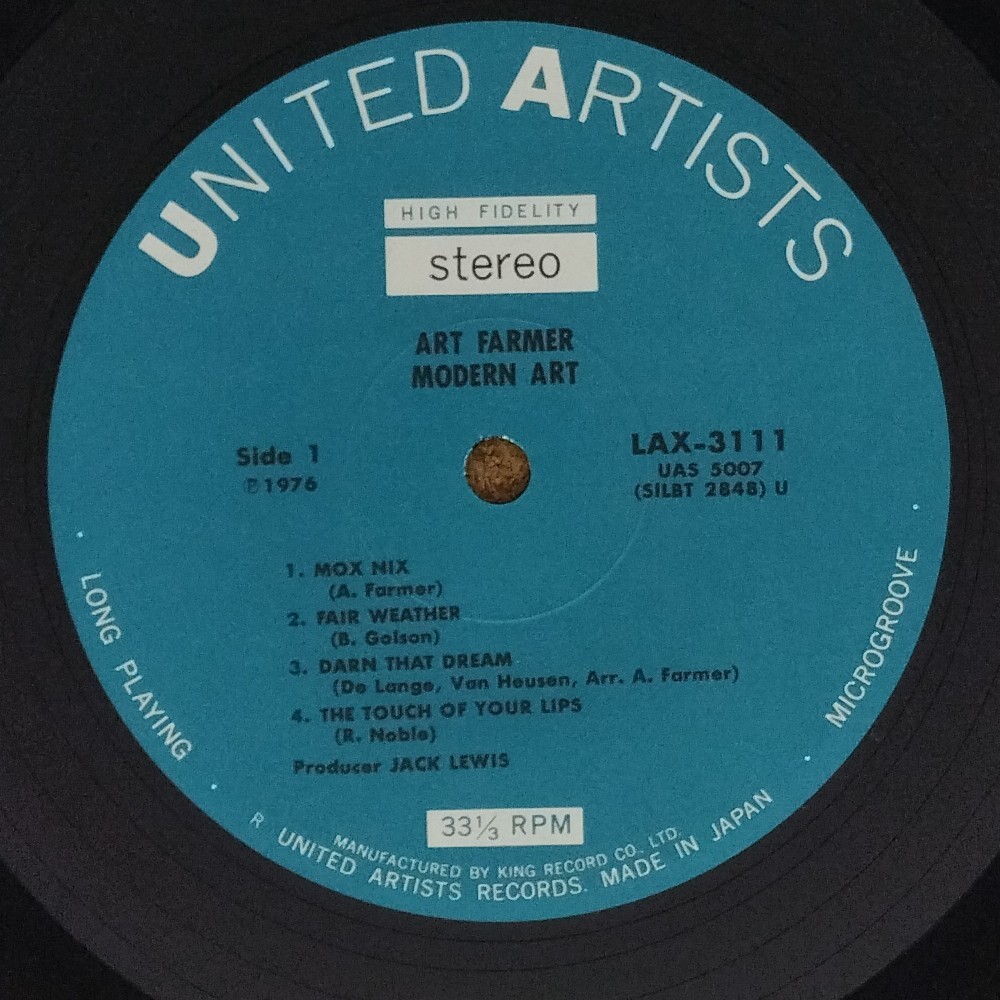 UNITED ARTISTS
HIGH FIDELITY
stereo
ART FARMER
MODERN ART
Side 1
℗1976
LAX-3111
UAS 5007
(SILBT 2848) U
1. MOX NIX
(A. Farmer)
2. FAIR WEATHER
(B. Golson)
3. DARN THAT DREAM
(De Lange, Van Heusen, Arr. A. Farmer)
4. THE TOUCH OF YOUR LIPS
(R. Noble)
Producer JACK LEWIS
33⅓ RPM
· LONG PLAYING ·
· MICROGROOVE ·
MANUFACTURED BY KING RECORD CO. LTD.
R UNITED ARTISTS RECORDS. MADE IN JAPAN